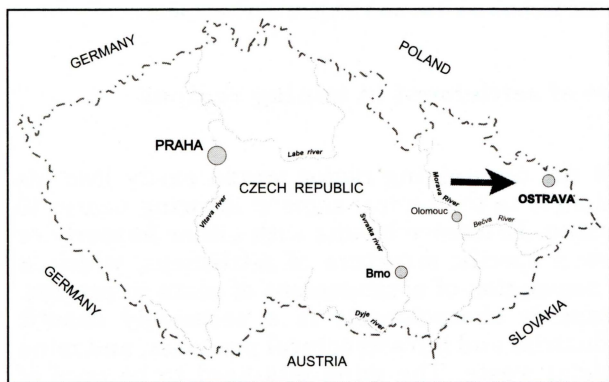 GERMANY
POLAND
PRAHA
Labe river
CZECH REPUBLIC
Vltava river
Morava River
OSTRAVA
Olomouc
Bečva River
Svratka river
Brno
GERMANY
Dyje river
SLOVAKIA
AUSTRIA